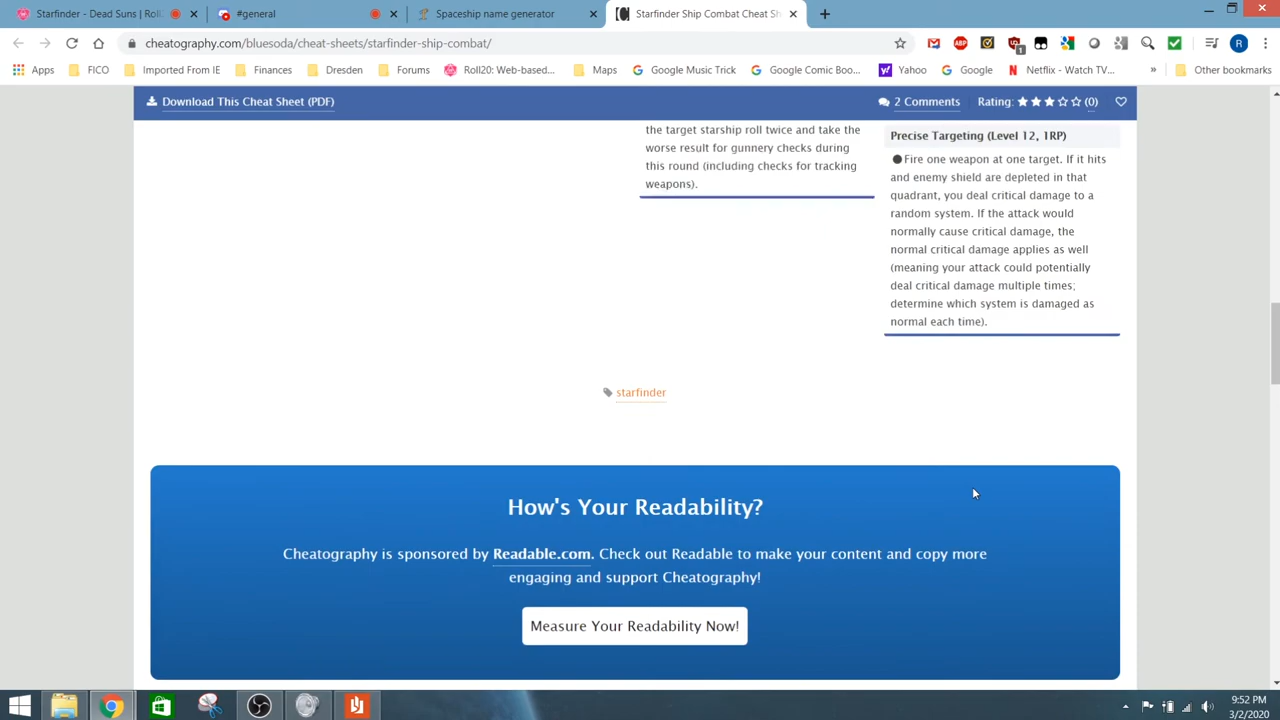 Starfinder - Dead Suns | Roll2
#general
Spaceship name generator
Starfinder Ship Combat Cheat Sh
cheatography.com/bluesoda/cheat-sheets/starfinder-ship-combat/
ABP
1
R
Apps
FICO
Imported From IE
Finances
Dresden
Forums
Roll20: Web-based...
Maps
Google Music Trick
Google Comic Boo...
Yahoo
Google
Netflix - Watch TV...
»
Other bookmarks
Download This Cheat Sheet (PDF)
2 Comments
Rating:
(0)
the target starship roll twice and take the
worse result for gunnery checks during
this round (including checks for tracking
weapons).
Precise Targeting (Level 12, 1RP)
●Fire one weapon at one target. If it hits
and enemy shield are depleted in that
quadrant, you deal critical damage to a
random system. If the attack would
normally cause critical damage, the
normal critical damage applies as well
(meaning your attack could potentially
deal critical damage multiple times;
determine which system is damaged as
normal each time).
starfinder
How's Your Readability?
Cheatography is sponsored by Readable.com. Check out Readable to make your content and copy more
engaging and support Cheatography!
Measure Your Readability Now!
9:52 PM
3/2/2020